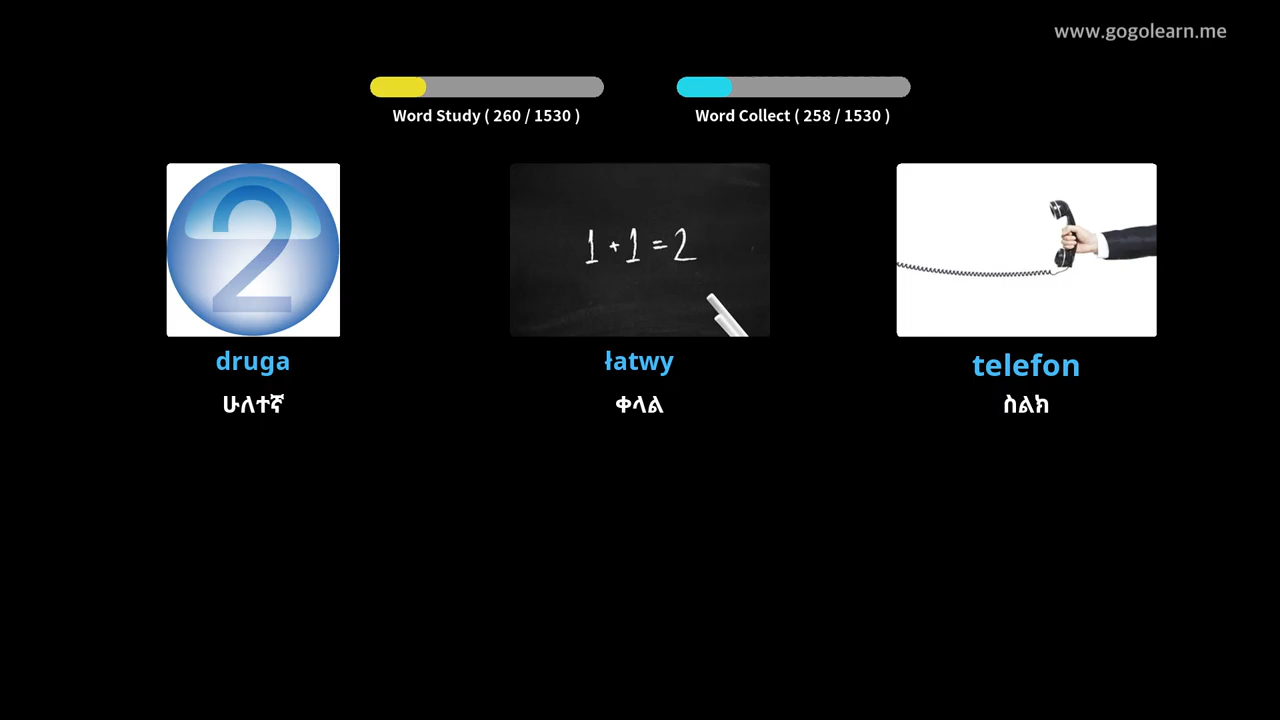 www.gogolearn.me
Word Study ( 260 / 1530 )
Word Collect ( 258 / 1530 )
2
1 + 1 = 2
druga
łatwy
telefon
ሁለተኛ
ቀላል
ስልክ